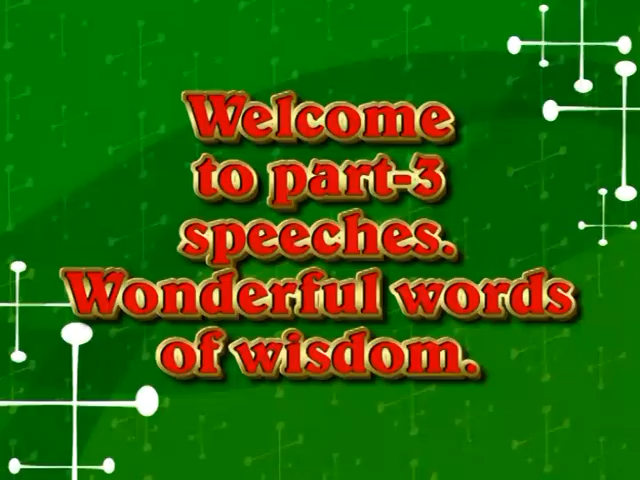 Welcome
to part-3
speeches.
Wonderful words
of wisdom.